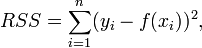 RSS = \sum_{i=1}^{n} (y_i - f(x_i))^2,